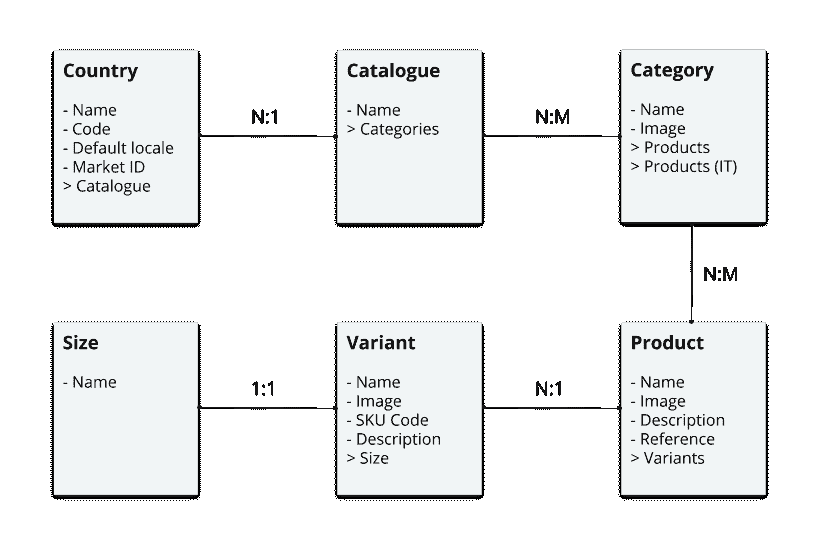 Country
- Name
- Code
- Default locale
- Market ID
> Catalogue
N:1
Catalogue
- Name
> Categories
N:M
Category
- Name
- Image
> Products
> Products (IT)
N:M
Size
- Name
1:1
Variant
- Name
- Image
- SKU Code
- Description
> Size
N:1
Product
- Name
- Image
- Description
- Reference
> Variants